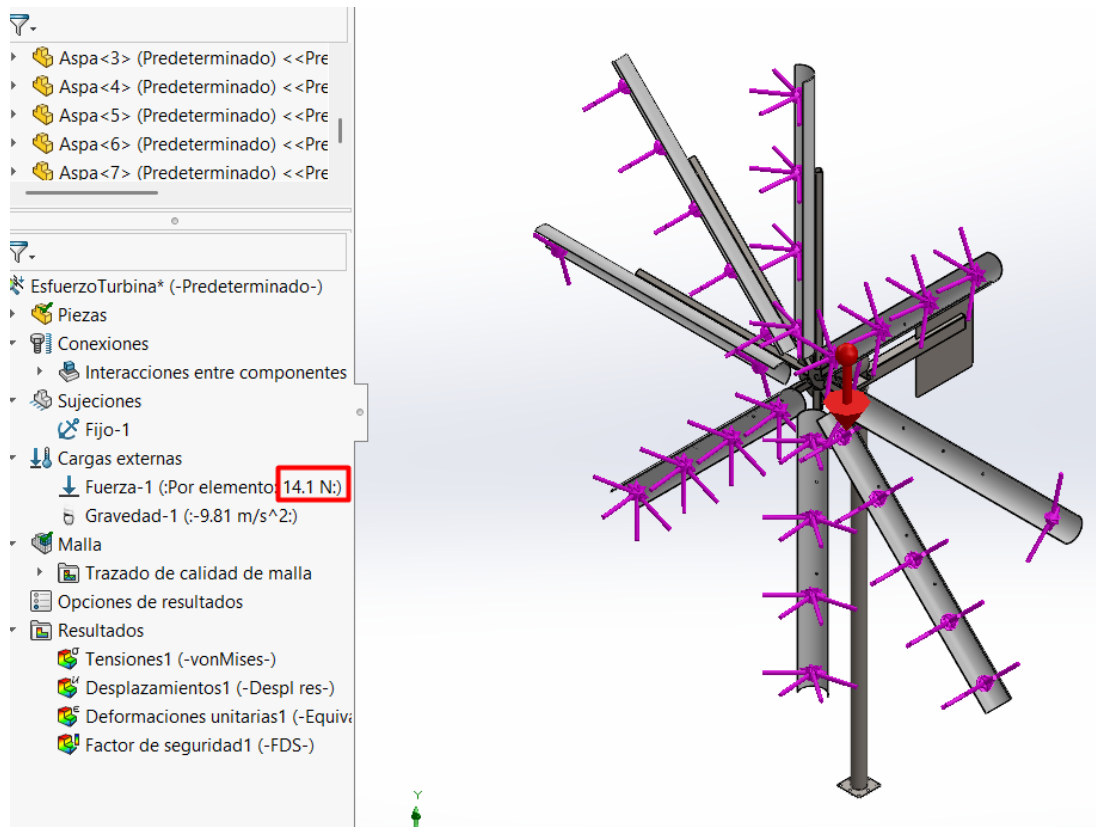 Aspa<3> (Predeterminado) <<Pre
Aspa<4> (Predeterminado) <<Pre
Aspa<5> (Predeterminado) <<Pre
Aspa<6> (Predeterminado) <<Pre
Aspa<7> (Predeterminado) <<Pre
EsfuerzoTurbina* (-Predeterminado-)
Piezas
Conexiones
Interacciones entre componentes
Sujeciones
Fijo-1
Cargas externas
Fuerza-1 (:Por elemento: 14.1 N:)
Gravedad-1 (:-9.81 m/s^2:)
Malla
Trazado de calidad de malla
Opciones de resultados
Resultados
Tensiones1 (-vonMises-)
Desplazamientos1 (-Despl res-)
Deformaciones unitarias1 (-Equiva
Factor de seguridad1 (-FDS-)
Y